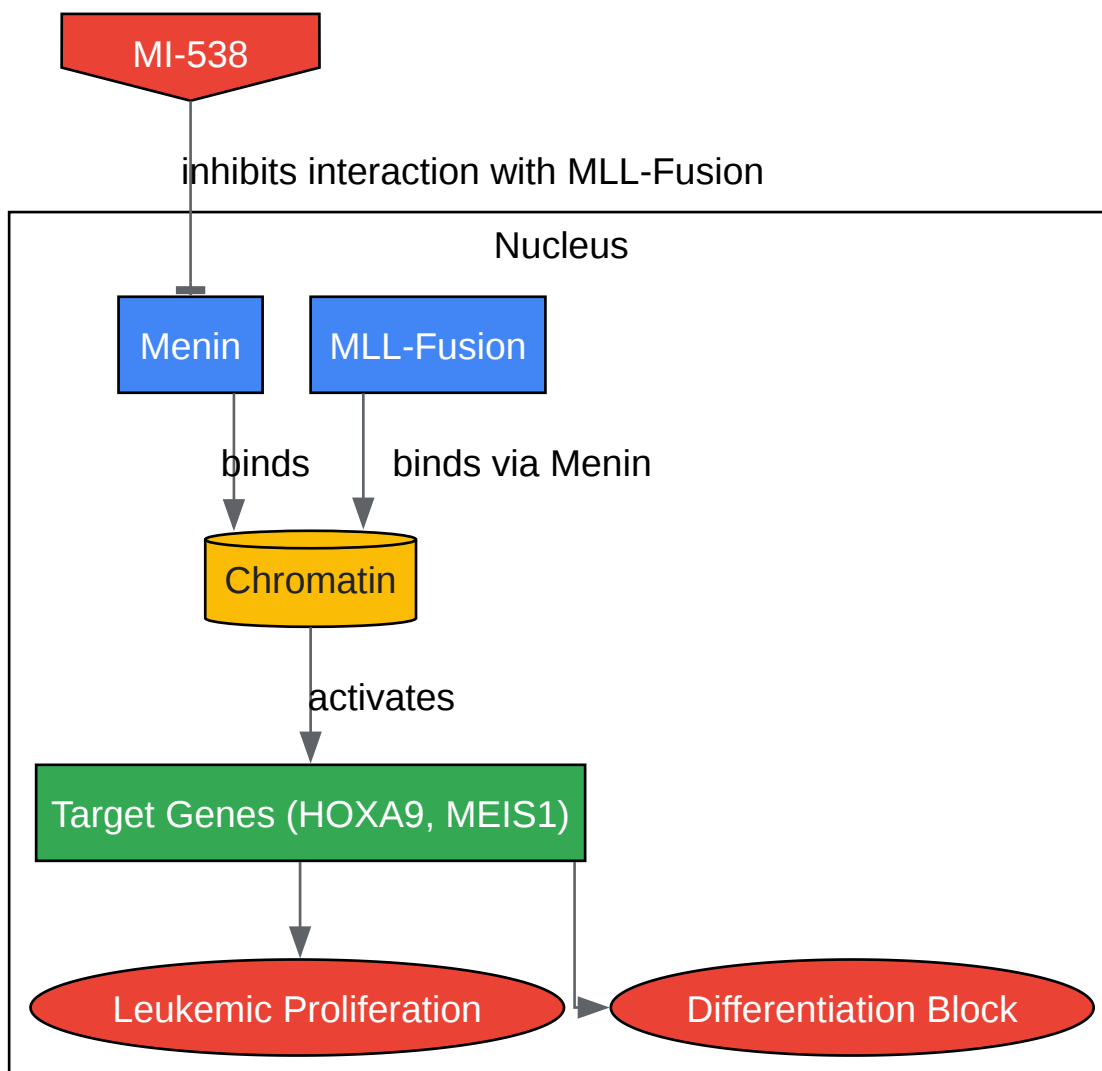 MI-538
inhibits interaction with MLL-Fusion
Nucleus
Menin
MLL-Fusion
binds
binds via Menin
Chromatin
activates
Target Genes (HOXA9, MEIS1)
Leukemic Proliferation
Differentiation Block